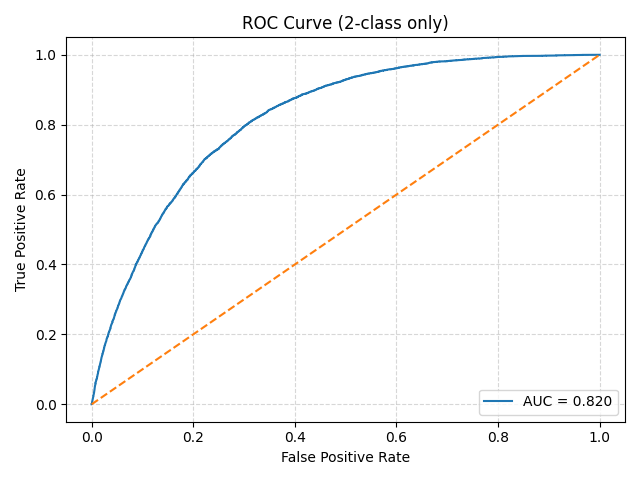 ROC Curve (2-class only)
True Positive Rate
1.0
0.8
0.6
0.4
0.2
0.0
AUC = 0.820
0.0 0.2 0.4 0.6 0.8 1.0
False Positive Rate